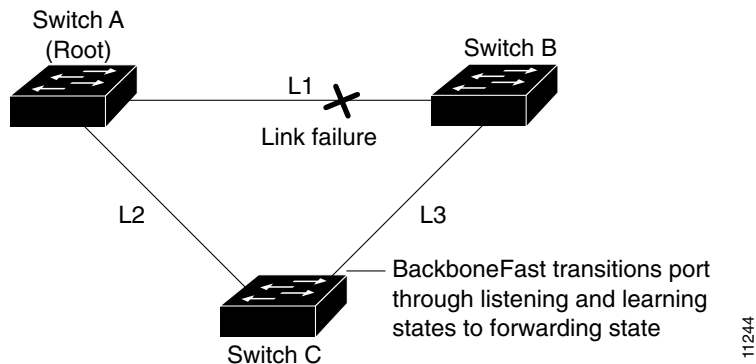 Switch A
(Root)
Switch B
L1
Link failure
L2
L3
BackboneFast transitions port
through listening and learning
states to forwarding state
Switch C
11244